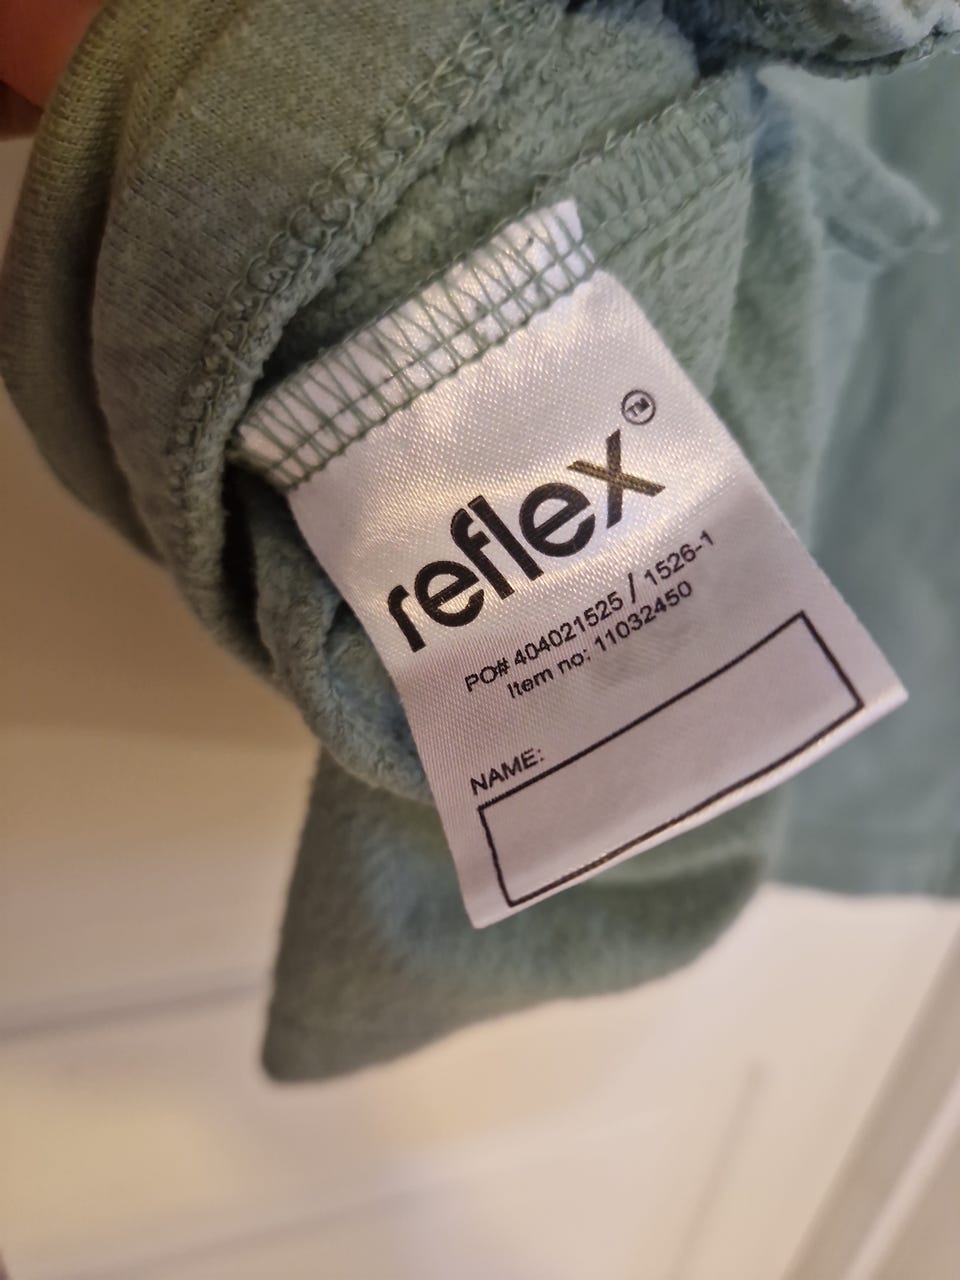 reflex™
PO# 404021525 / 1526-1
Item no: 11032450
NAME: